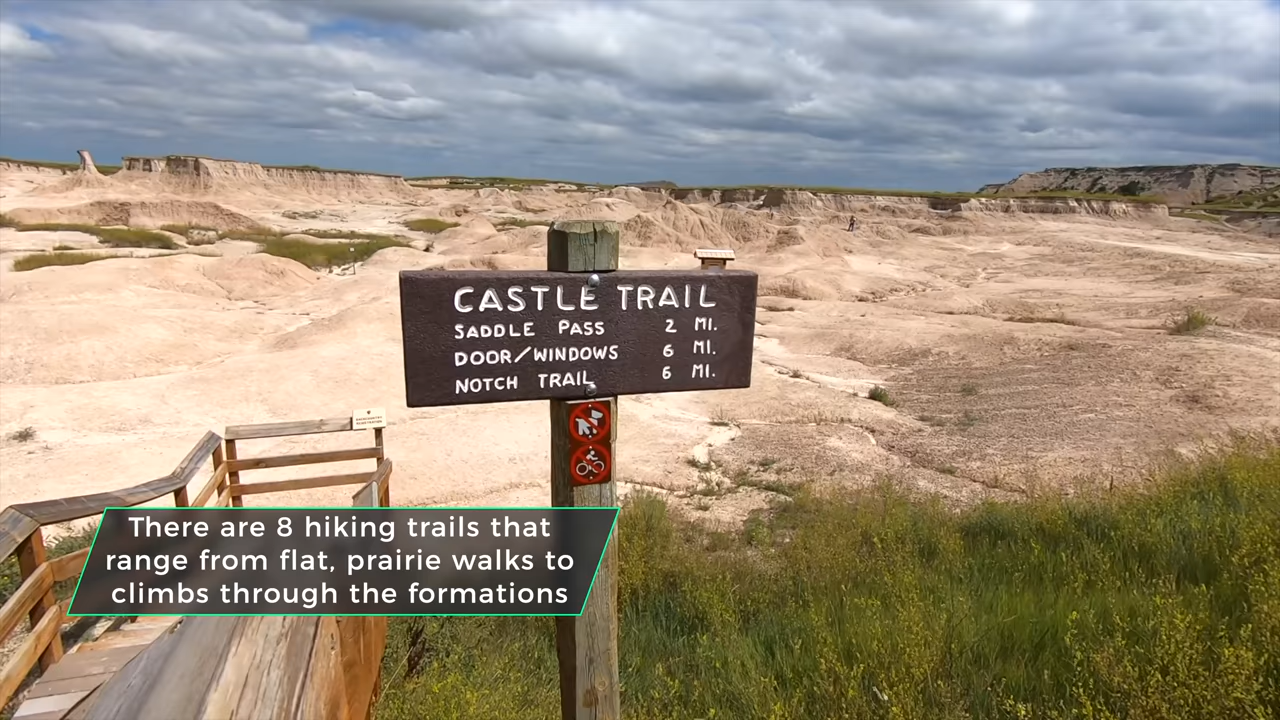 CASTLE TRAIL
SADDLE PASS 2 MI.
DOOR/WINDOWS 6 MI.
NOTCH TRAIL 6 MI.
There are 8 hiking trails that
range from flat, prairie walks to
climbs through the formations